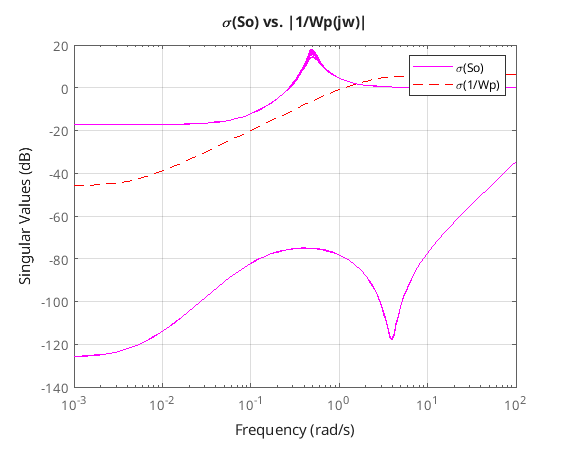 σ(So) vs. |1/Wp(jw)|
20
0
-20
-40
-60
-80
-100
-120
-140
Singular Values (dB)
σ(So)
σ(1/Wp)
10^-3 10^-2 10^-1 10^0 10^1 10^2
Frequency (rad/s)